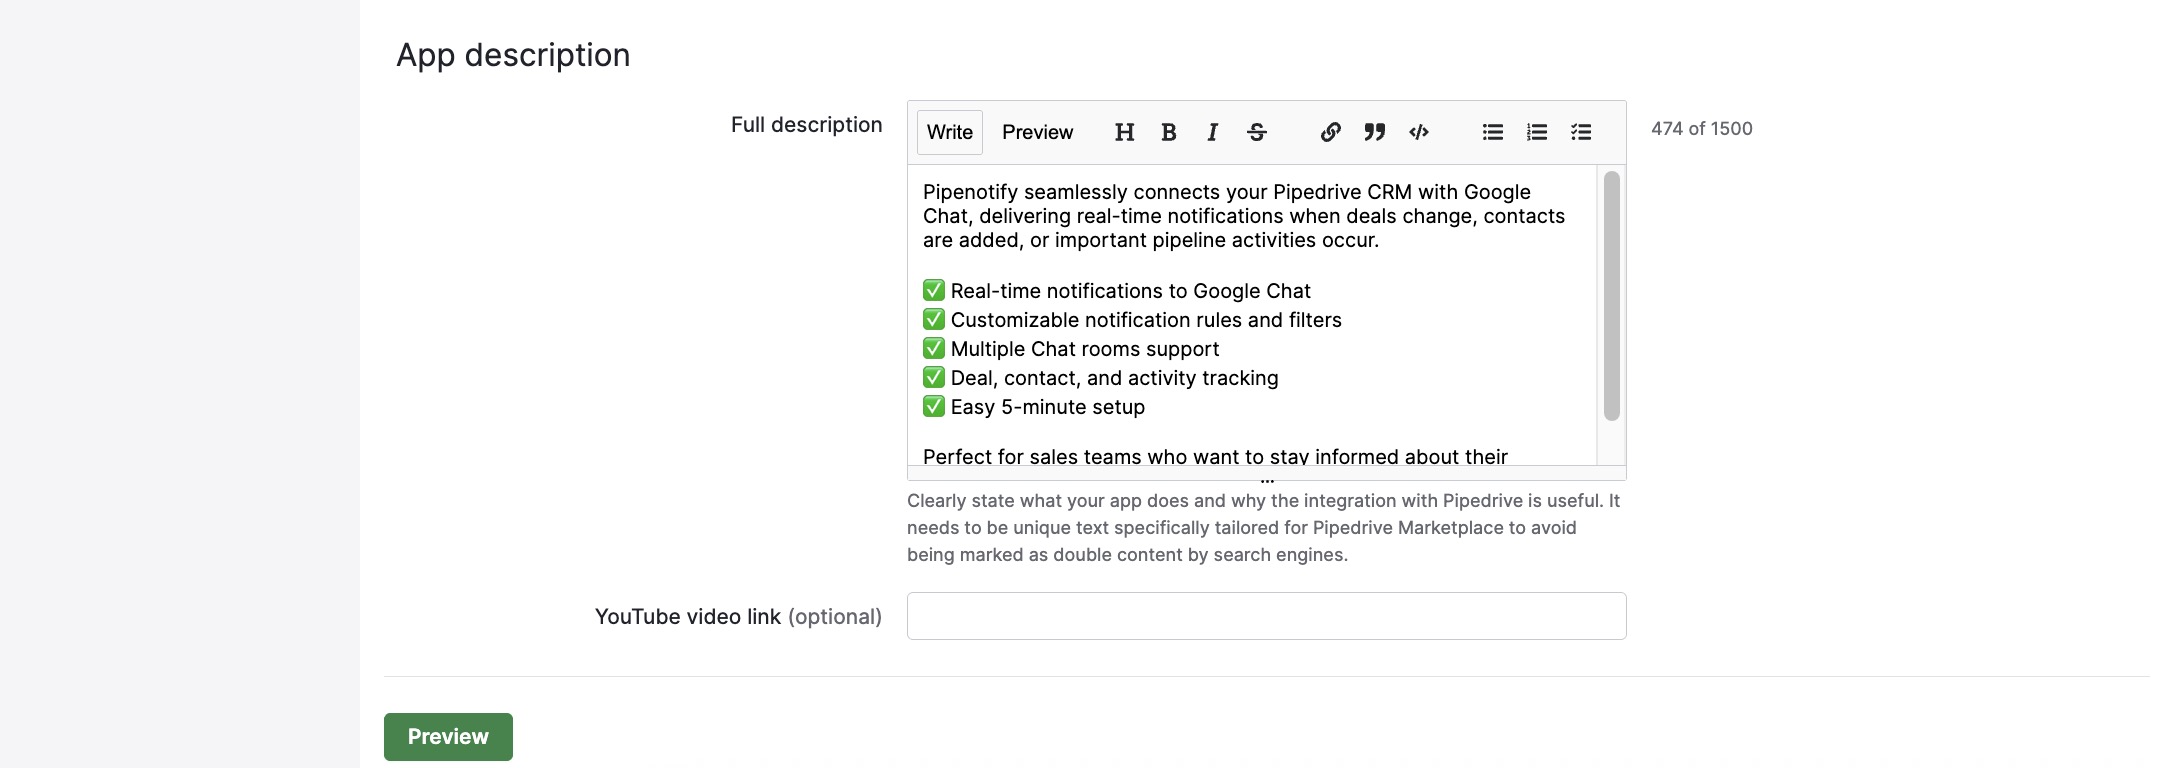 App description
Full description
Write Preview H B I S
474 of 1500
Pipenotify seamlessly connects your Pipedrive CRM with Google
Chat, delivering real-time notifications when deals change, contacts
are added, or important pipeline activities occur.
✅ Real-time notifications to Google Chat
✅ Customizable notification rules and filters
✅ Multiple Chat rooms support
✅ Deal, contact, and activity tracking
✅ Easy 5-minute setup
Perfect for sales teams who want to stay informed about their
Clearly state what your app does and why the integration with Pipedrive is useful. It
needs to be unique text specifically tailored for Pipedrive Marketplace to avoid
being marked as double content by search engines.
YouTube video link (optional)
Preview